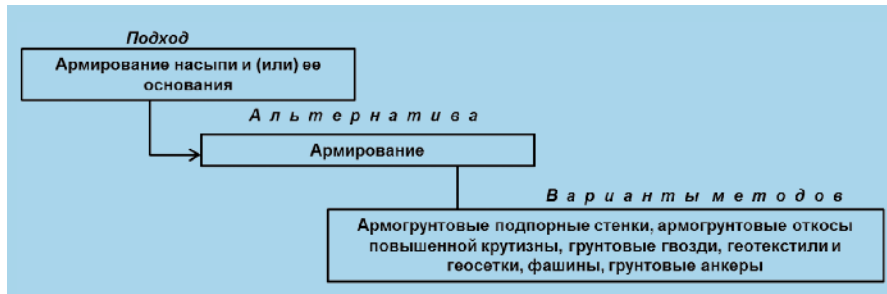 Подход
Армирование насыпи и (или) ее
основания
Альтернатива
Армирование
Варианты методов
Армогрунтовые подпорные стенки, армогрунтовые откосы
повышенной крутизны, грунтовые гвозди, геотекстили и
геосетки, фашины, грунтовые анкеры